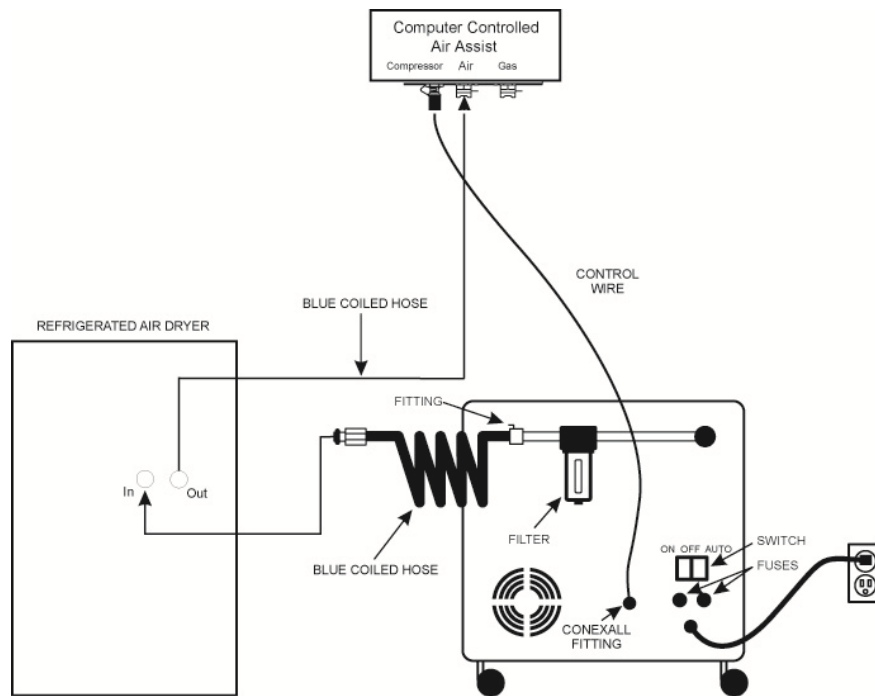 Computer Controlled
Air Assist
Compressor Air Gas
CONTROL
WIRE
BLUE COILED HOSE
REFRIGERATED AIR DRYER
FITTING
In
Out
FILTER
ON OFF AUTO
SWITCH
FUSES
BLUE COILED HOSE
CONEXALL
FITTING